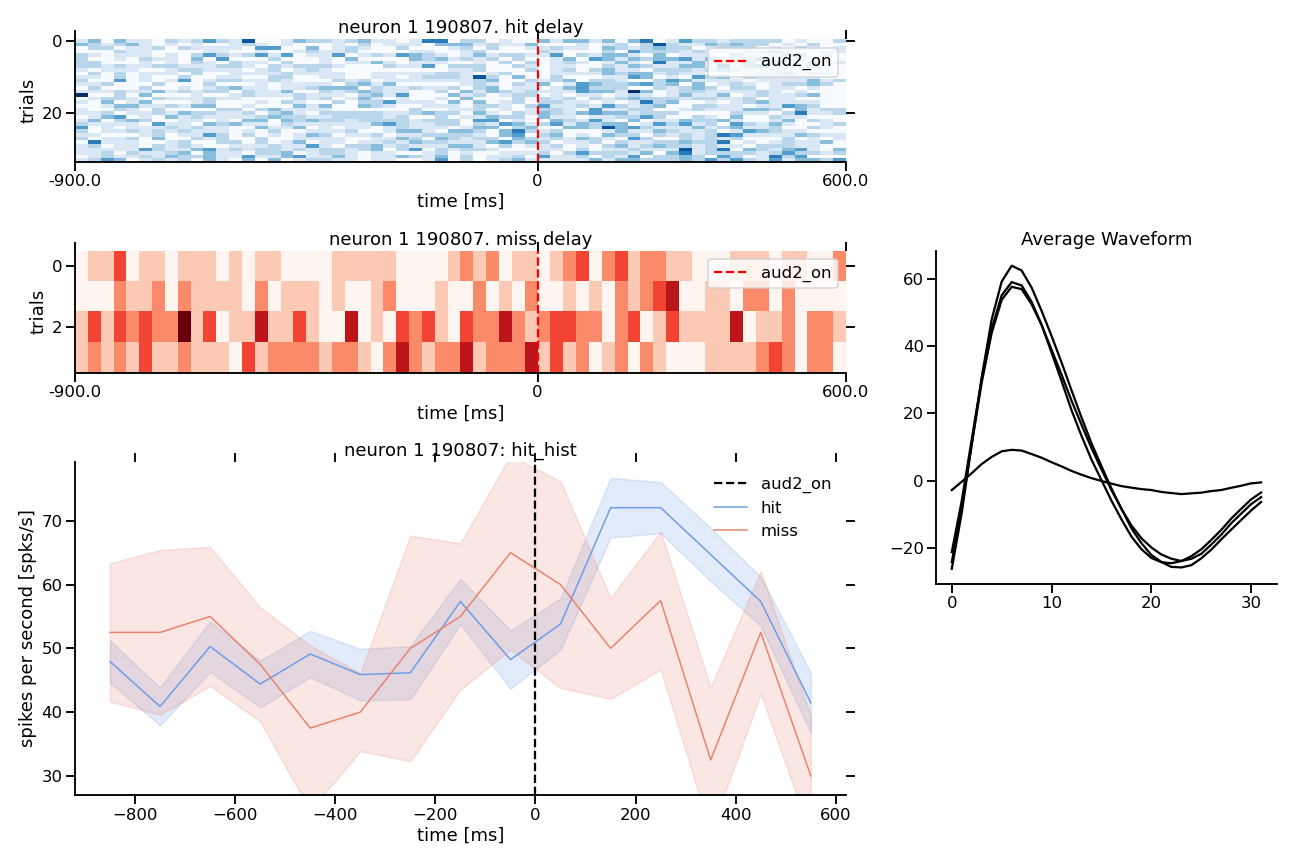 neuron 1 190807. hit delay
0
20
trials
aud2_on
-900.0
0
600.0
time [ms]
neuron 1 190807. miss delay
0
2
trials
aud2_on
-900.0
0
600.0
time [ms]
neuron 1 190807: hit_hist
70
60
50
40
30
spikes per second [spks/s]
aud2_on
hit
miss
−800
−600
−400
−200
0
200
400
600
time [ms]
Average Waveform
60
40
20
0
−20
0
10
20
30